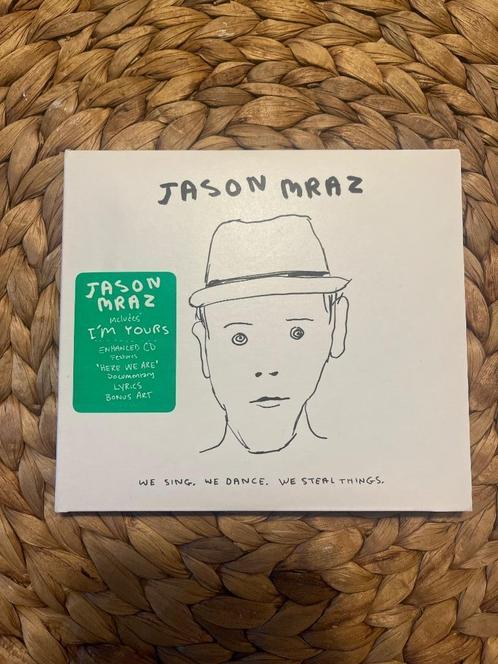 JASON MRAZ
JASON
MRAZ
includes
I'M YOURS
ENHANCED CD
Features
"HERE WE ARE"
Documentary
LYRICS
BONUS ART
WE SING. WE DANCE. WE STEAL THINGS.